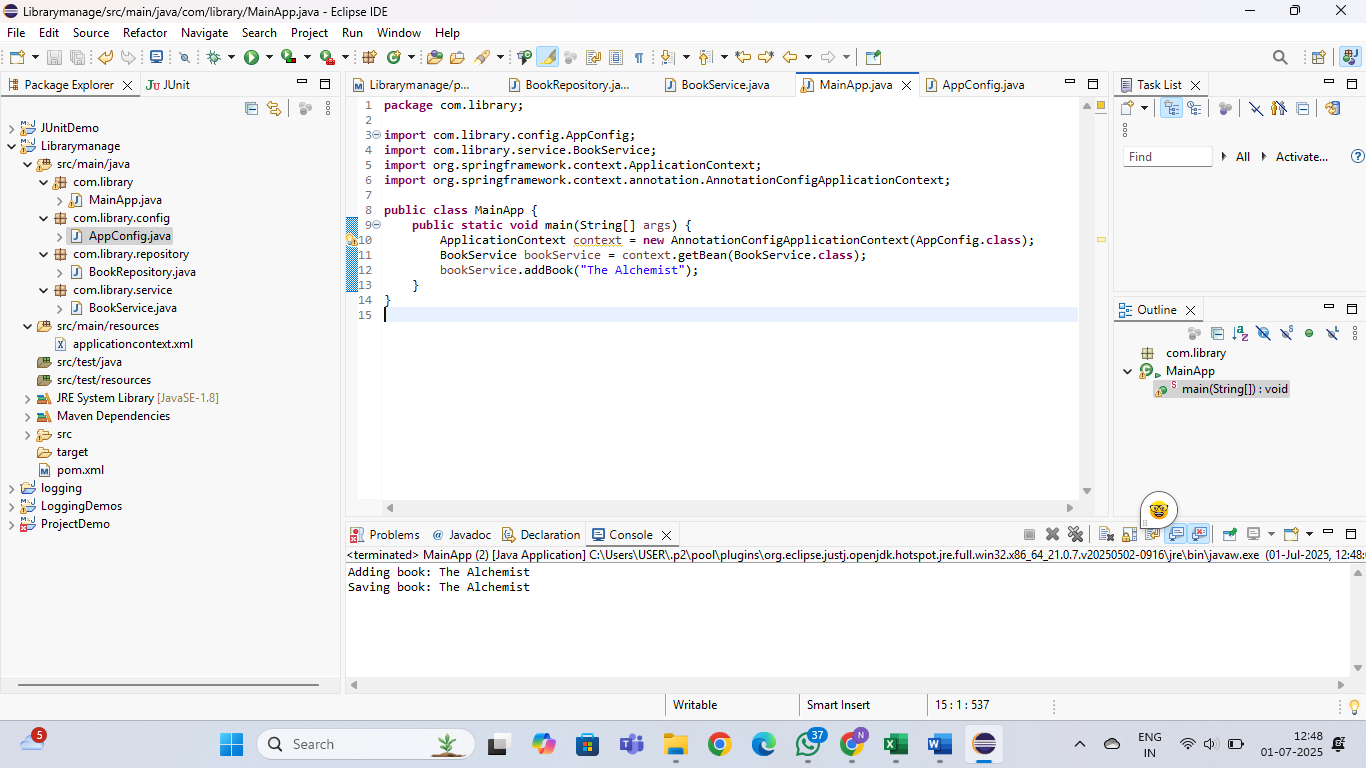 Librarymanage/src/main/java/com/library/MainApp.java - Eclipse IDE
File Edit Source Refactor Navigate Search Project Run Window Help
Package Explorer
JUnit
JUnitDemo
Librarymanage
src/main/java
com.library
MainApp.java
com.library.config
AppConfig.java
com.library.repository
BookRepository.java
com.library.service
BookService.java
src/main/resources
applicationcontext.xml
src/test/java
src/test/resources
JRE System Library [JavaSE-1.8]
Maven Dependencies
src
target
pom.xml
logging
LoggingDemos
ProjectDemo
Librarymanage/p... BookRepository.ja... BookService.java MainApp.java AppConfig.java
1 package com.library;
2
3 import com.library.config.AppConfig;
4 import com.library.service.BookService;
5 import org.springframework.context.ApplicationContext;
6 import org.springframework.context.annotation.AnnotationConfigApplicationContext;
7
8 public class MainApp {
9 public static void main(String[] args) {
10 ApplicationContext context = new AnnotationConfigApplicationContext(AppConfig.class);
11 BookService bookService = context.getBean(BookService.class);
12 bookService.addBook("The Alchemist");
13 }
14 }
15
Task List
Find All Activate...
Outline
com.library
MainApp
main(String[]) : void
Problems @ Javadoc Declaration Console
<terminated> MainApp (2) [Java Application] C:\Users\USER\.p2\pool\plugins\org.eclipse.justj.openjdk.hotspot.jre.full.win32.x86_64_21.0.7.v20250502-0916\jre\bin\javaw.exe (01-Jul-2025, 12:48:
Adding book: The Alchemist
Saving book: The Alchemist
Writable Smart Insert 15 : 1 : 537
5
Search
37
N
ENG
IN
12:48
01-07-2025